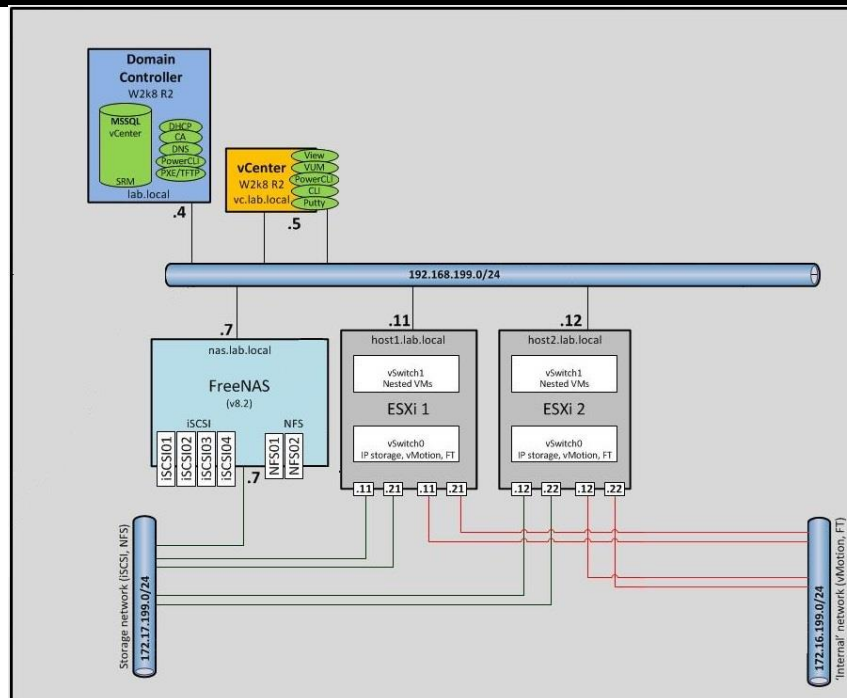 Domain
Controller
W2k8 R2
MSSQL
vCenter
SRM
DHCP
CA
DNS
PowerCLI
PXE/TFTP
lab.local
.4
vCenter
W2k8 R2
vc.lab.local
View
VUM
PowerCLI
CLI
Putty
.5
192.168.199.0/24
.7
nas.lab.local
FreeNAS
(v8.2)
iSCSI
NFS
iSCSI01
iSCSI02
iSCSI03
iSCSI04
NFS01
NFS02
.7
.11
host1.lab.local
vSwitch1
Nested VMs
ESXi 1
vSwitch0
IP storage, vMotion, FT
.11
.21
.11
.21
.12
host2.lab.local
vSwitch1
Nested VMs
ESXi 2
vSwitch0
IP storage, vMotion, FT
.12
.22
.12
.22
Storage network (iSCSI, NFS)
172.17.199.0/24
172.16.199.0/24
'Internal' network (vMotion, FT)